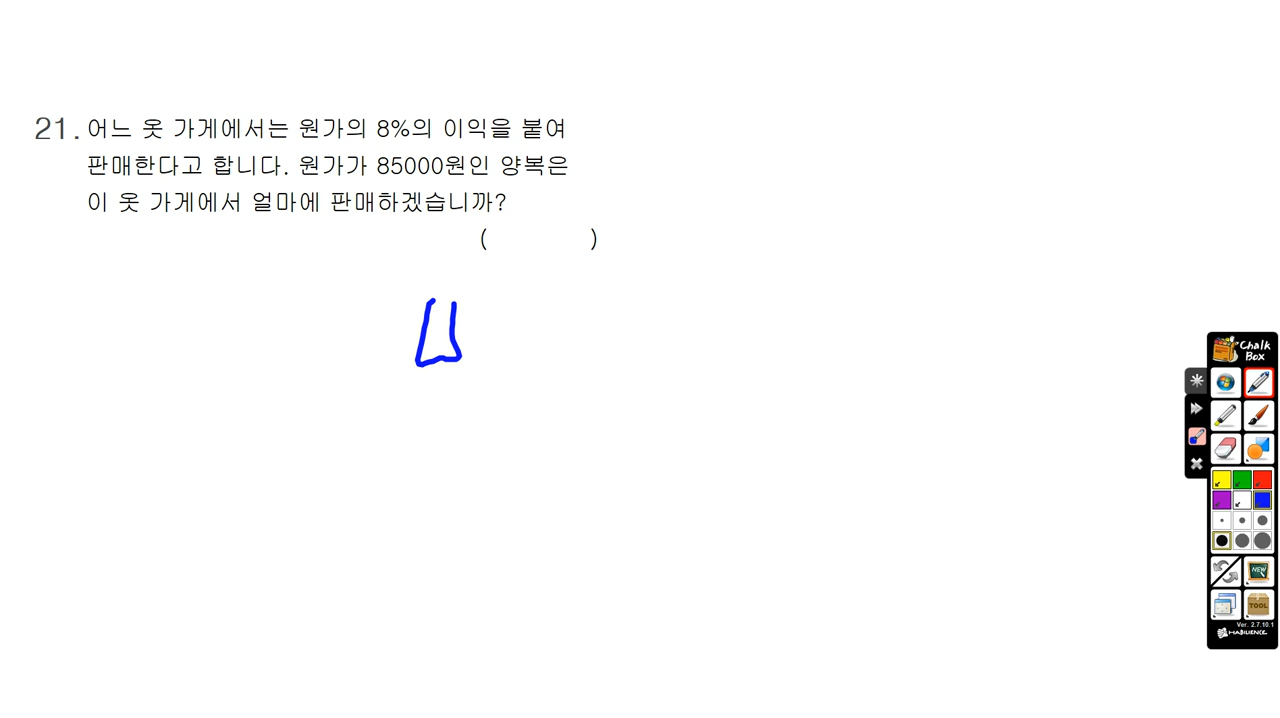 21. 어느 옷 가게에서는 원가의 8%의 이익을 붙여
판매한다고 합니다. 원가가 85000원인 양복은
이 옷 가게에서 얼마에 판매하겠습니까?
( )
Chalk
Box
NEW
TOOL
Ver. 2.7.10.1
HABILIENCE